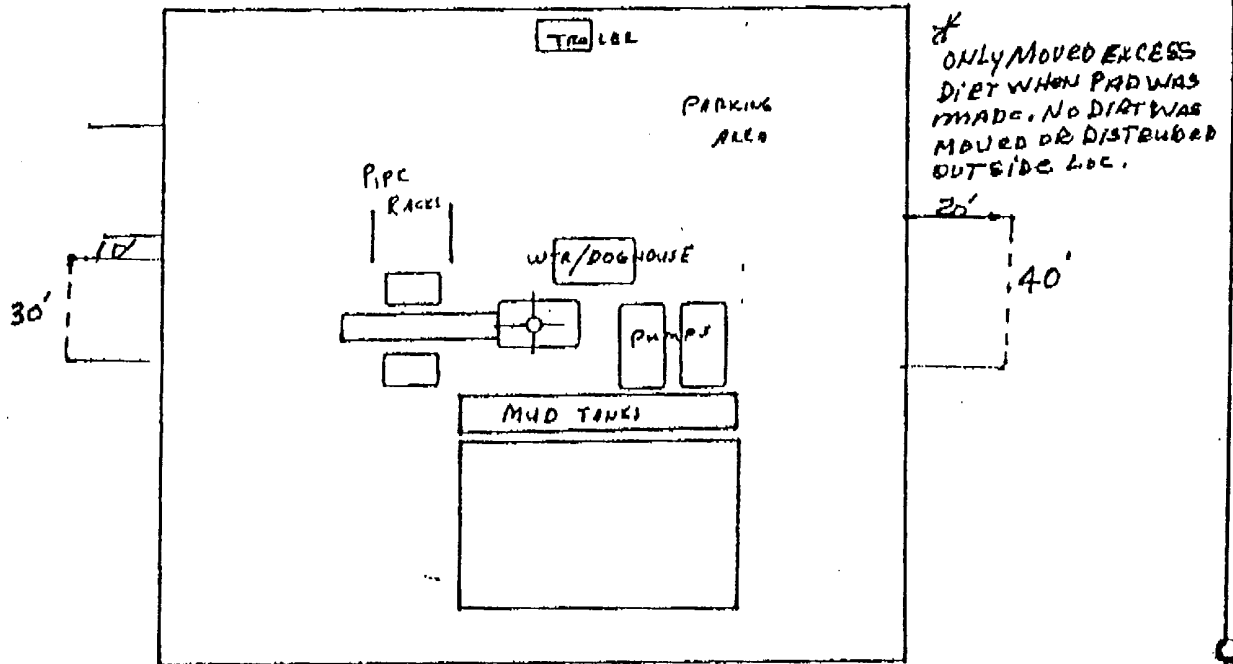 TRAILER
*
ONLY MOVED EXCESS
DIRT WHEN PAD WAS
MADE. NO DIRT WAS
MOVED OR DISTRUBED
OUTSIDE LOC.
PARKING
AREA
PIPE
RACKS
20'
10'
WTR/DOGHOUSE
40'
30'
PUMPS
MUD TANKS